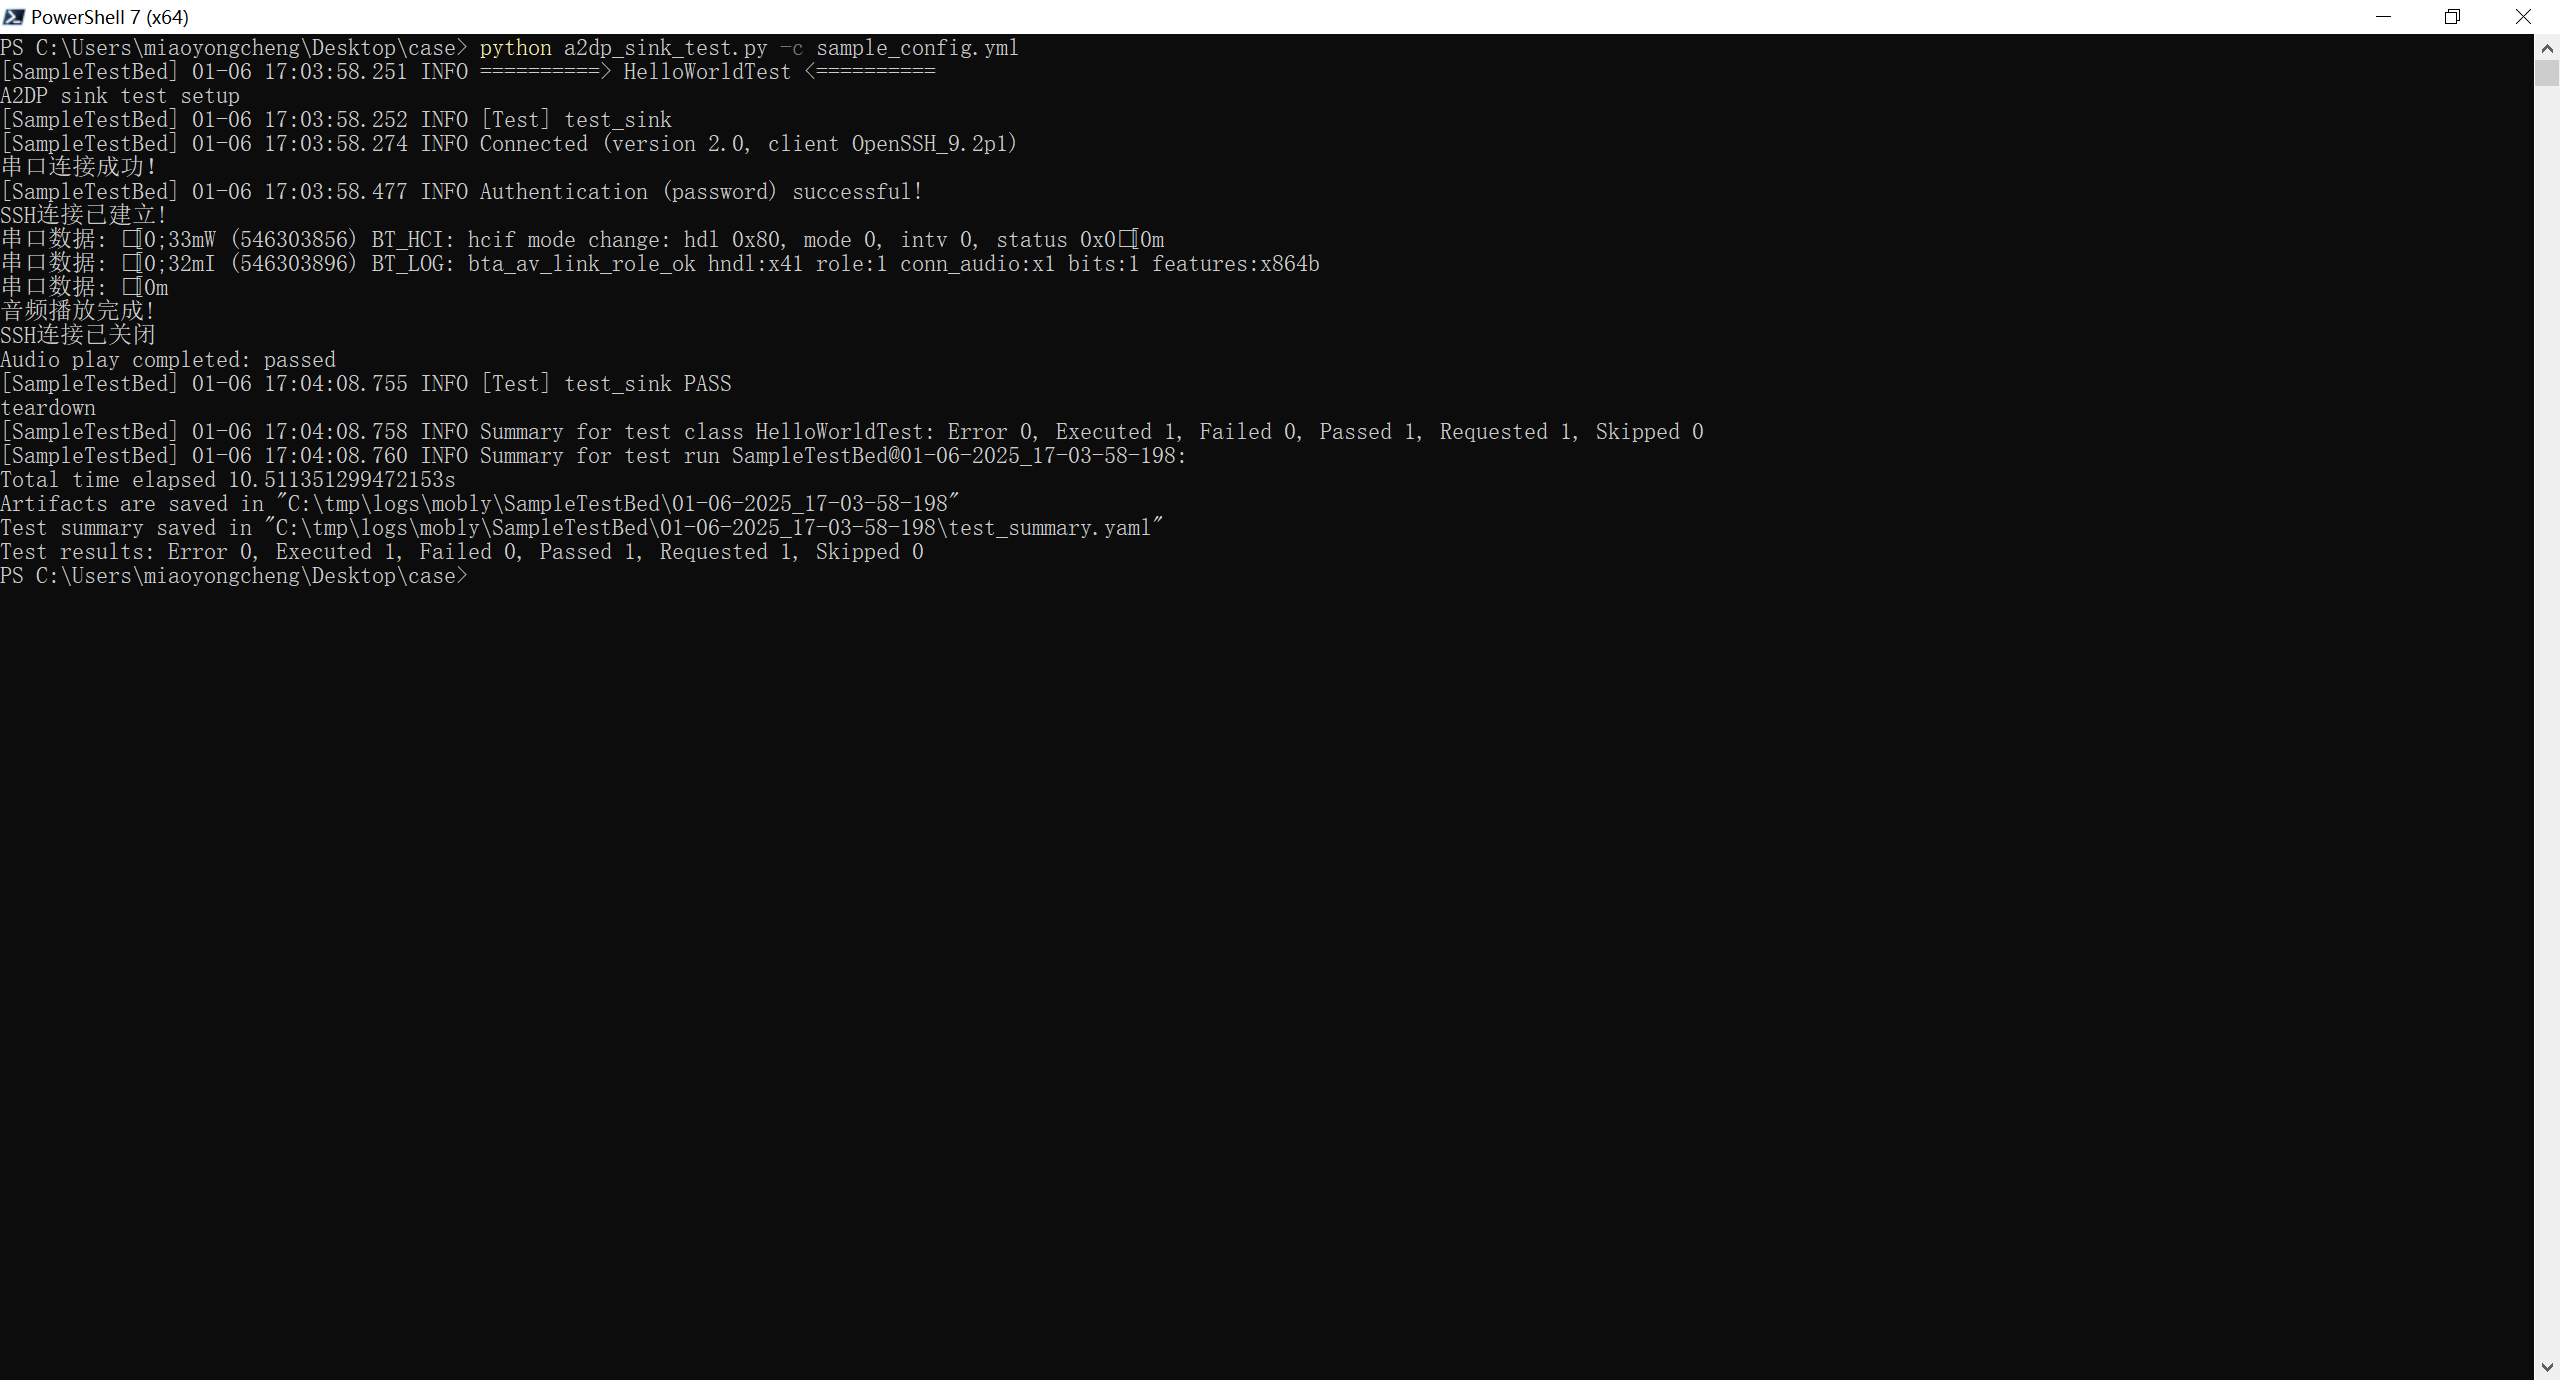 PowerShell 7 (x64)
PS C:\Users\miaoyongcheng\Desktop\case> python a2dp_sink_test.py -c sample_config.yml
[SampleTestBed] 01-06 17:03:58.251 INFO ==========> HelloWorldTest <==========
A2DP sink test setup
[SampleTestBed] 01-06 17:03:58.252 INFO [Test] test_sink
[SampleTestBed] 01-06 17:03:58.274 INFO Connected (version 2.0, client OpenSSH_9.2p1)
串口连接成功!
[SampleTestBed] 01-06 17:03:58.477 INFO Authentication (password) successful!
SSH连接已建立!
串口数据: □[0;33mW (546303856) BT_HCI: hcif mode change: hdl 0x80, mode 0, intv 0, status 0x0□[0m
串口数据: □[0;32mI (546303896) BT_LOG: bta_av_link_role_ok hndl:x41 role:1 conn_audio:x1 bits:1 features:x864b
串口数据: □[0m
音频播放完成!
SSH连接已关闭
Audio play completed: passed
[SampleTestBed] 01-06 17:04:08.755 INFO [Test] test_sink PASS
teardown
[SampleTestBed] 01-06 17:04:08.758 INFO Summary for test class HelloWorldTest: Error 0, Executed 1, Failed 0, Passed 1, Requested 1, Skipped 0
[SampleTestBed] 01-06 17:04:08.760 INFO Summary for test run SampleTestBed@01-06-2025_17-03-58-198:
Total time elapsed 10.511351299472153s
Artifacts are saved in "C:\tmp\logs\mobly\SampleTestBed\01-06-2025_17-03-58-198"
Test summary saved in "C:\tmp\logs\mobly\SampleTestBed\01-06-2025_17-03-58-198\test_summary.yaml"
Test results: Error 0, Executed 1, Failed 0, Passed 1, Requested 1, Skipped 0
PS C:\Users\miaoyongcheng\Desktop\case>